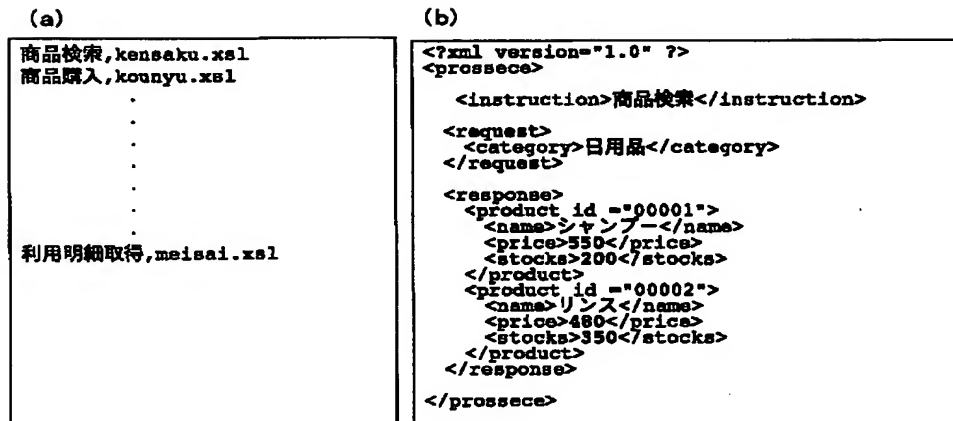 (a)
商品検索,kensaku.xsl
商品購入,kounyu.xsl
.
.
.
.
.
.
.
利用明細取得,meisai.xsl
(b)
<?xml version="1.0" ?>
<prossece>
<instruction>商品検索</instruction>
<request>
<category>日用品</category>
</request>
<response>
<product id ="00001">
<name>シャンプー</name>
<price>550</price>
<stocks>200</stocks>
</product>
<product id ="00002">
<name>リンス</name>
<price>480</price>
<stocks>350</stocks>
</product>
</response>
</prossece>